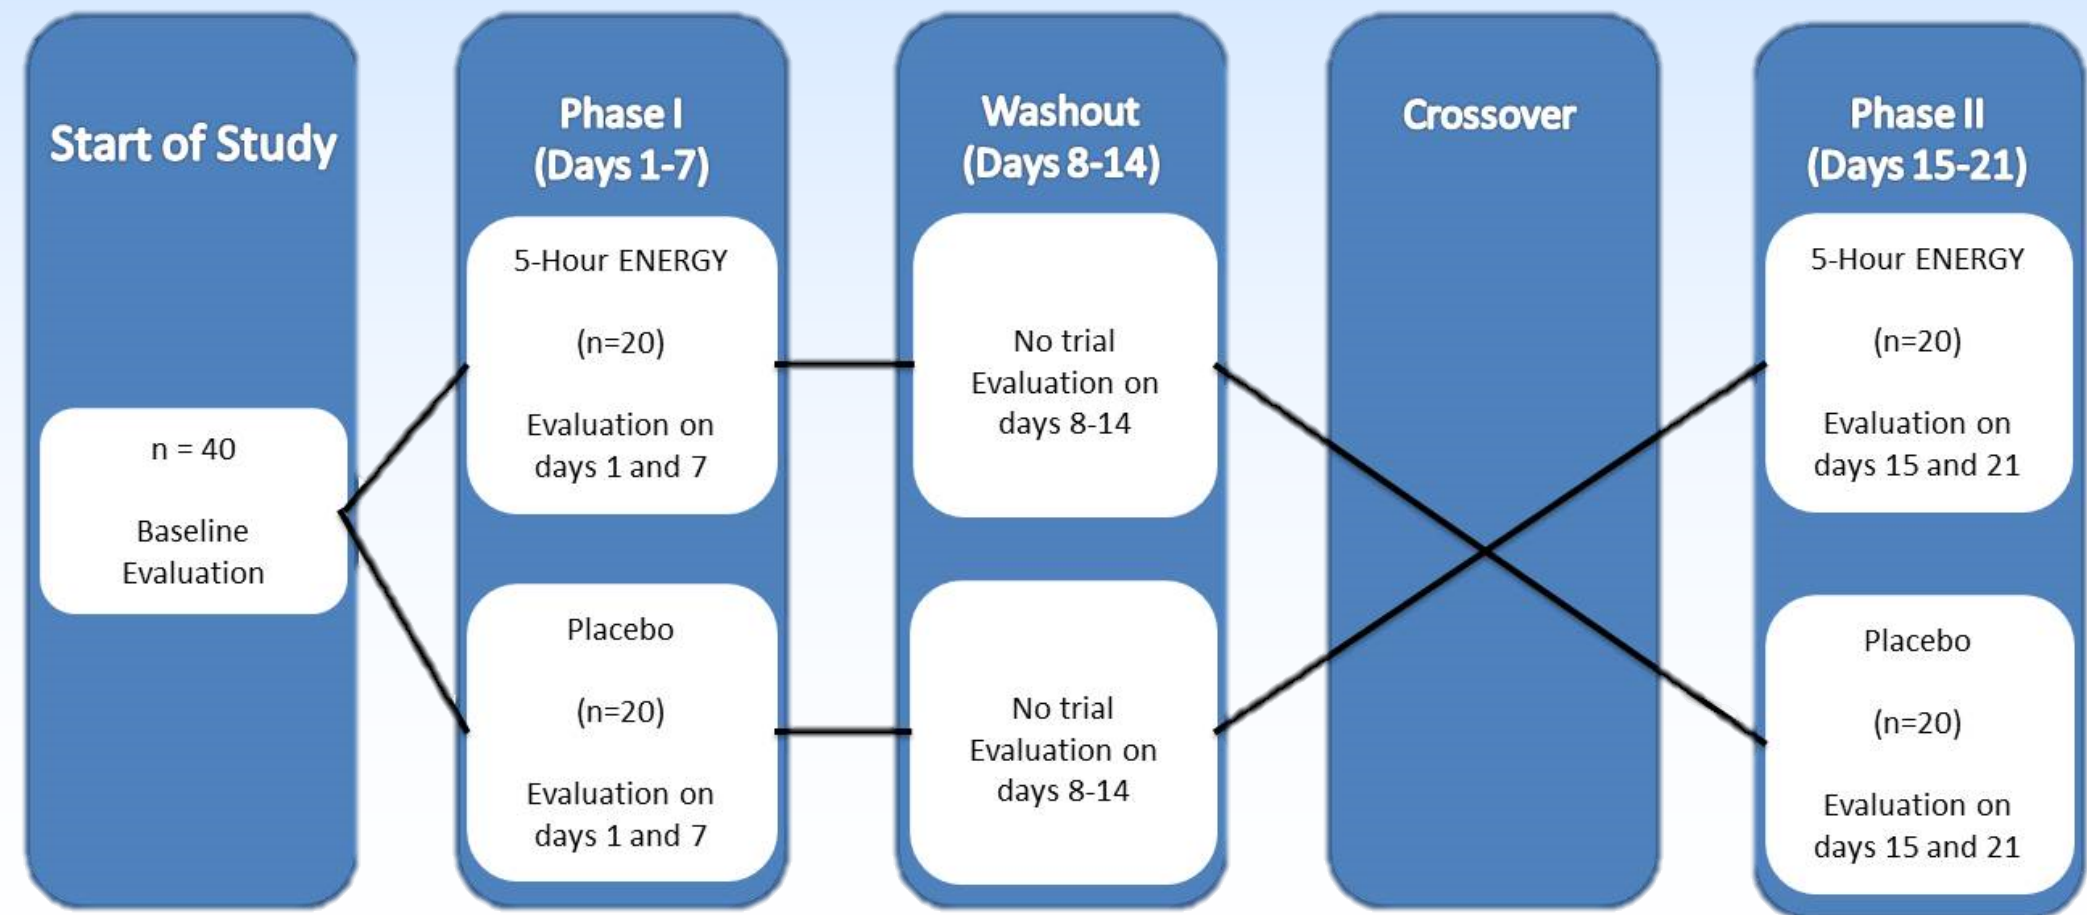 Start of Study
n = 40
Baseline
Evaluation
Phase I
(Days 1-7)
5-Hour ENERGY
(n=20)
Evaluation on
days 1 and 7
Placebo
(n=20)
Evaluation on
days 1 and 7
Washout
(Days 8-14)
No trial
Evaluation on
days 8-14
No trial
Evaluation on
days 8-14
Crossover
Phase II
(Days 15-21)
5-Hour ENERGY
(n=20)
Evaluation on
days 15 and 21
Placebo
(n=20)
Evaluation on
days 15 and 21